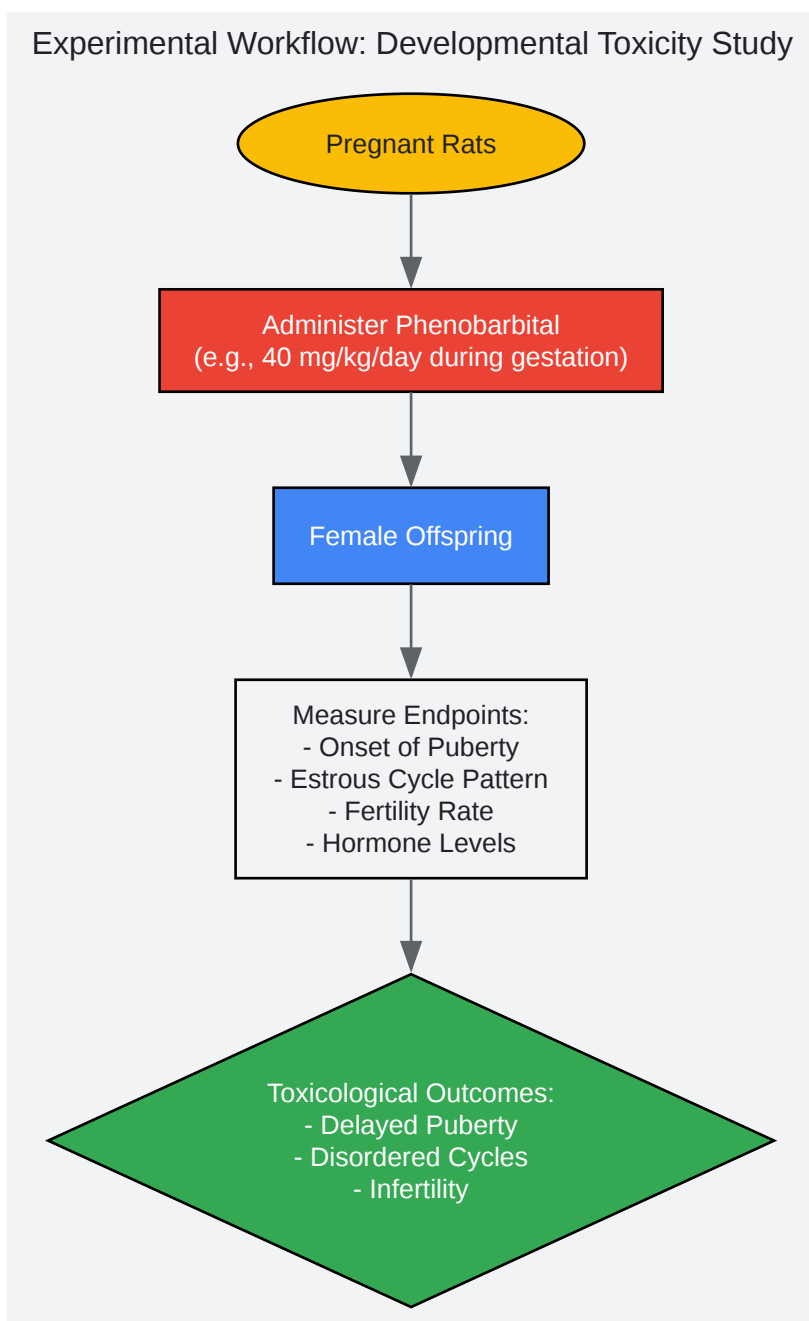 Experimental Workflow: Developmental Toxicity Study
Pregnant Rats
Administer Phenobarbital
(e.g., 40 mg/kg/day during gestation)
Female Offspring
Measure Endpoints:
- Onset of Puberty
- Estrous Cycle Pattern
- Fertility Rate
- Hormone Levels
Toxicological Outcomes:
- Delayed Puberty
- Disordered Cycles
- Infertility